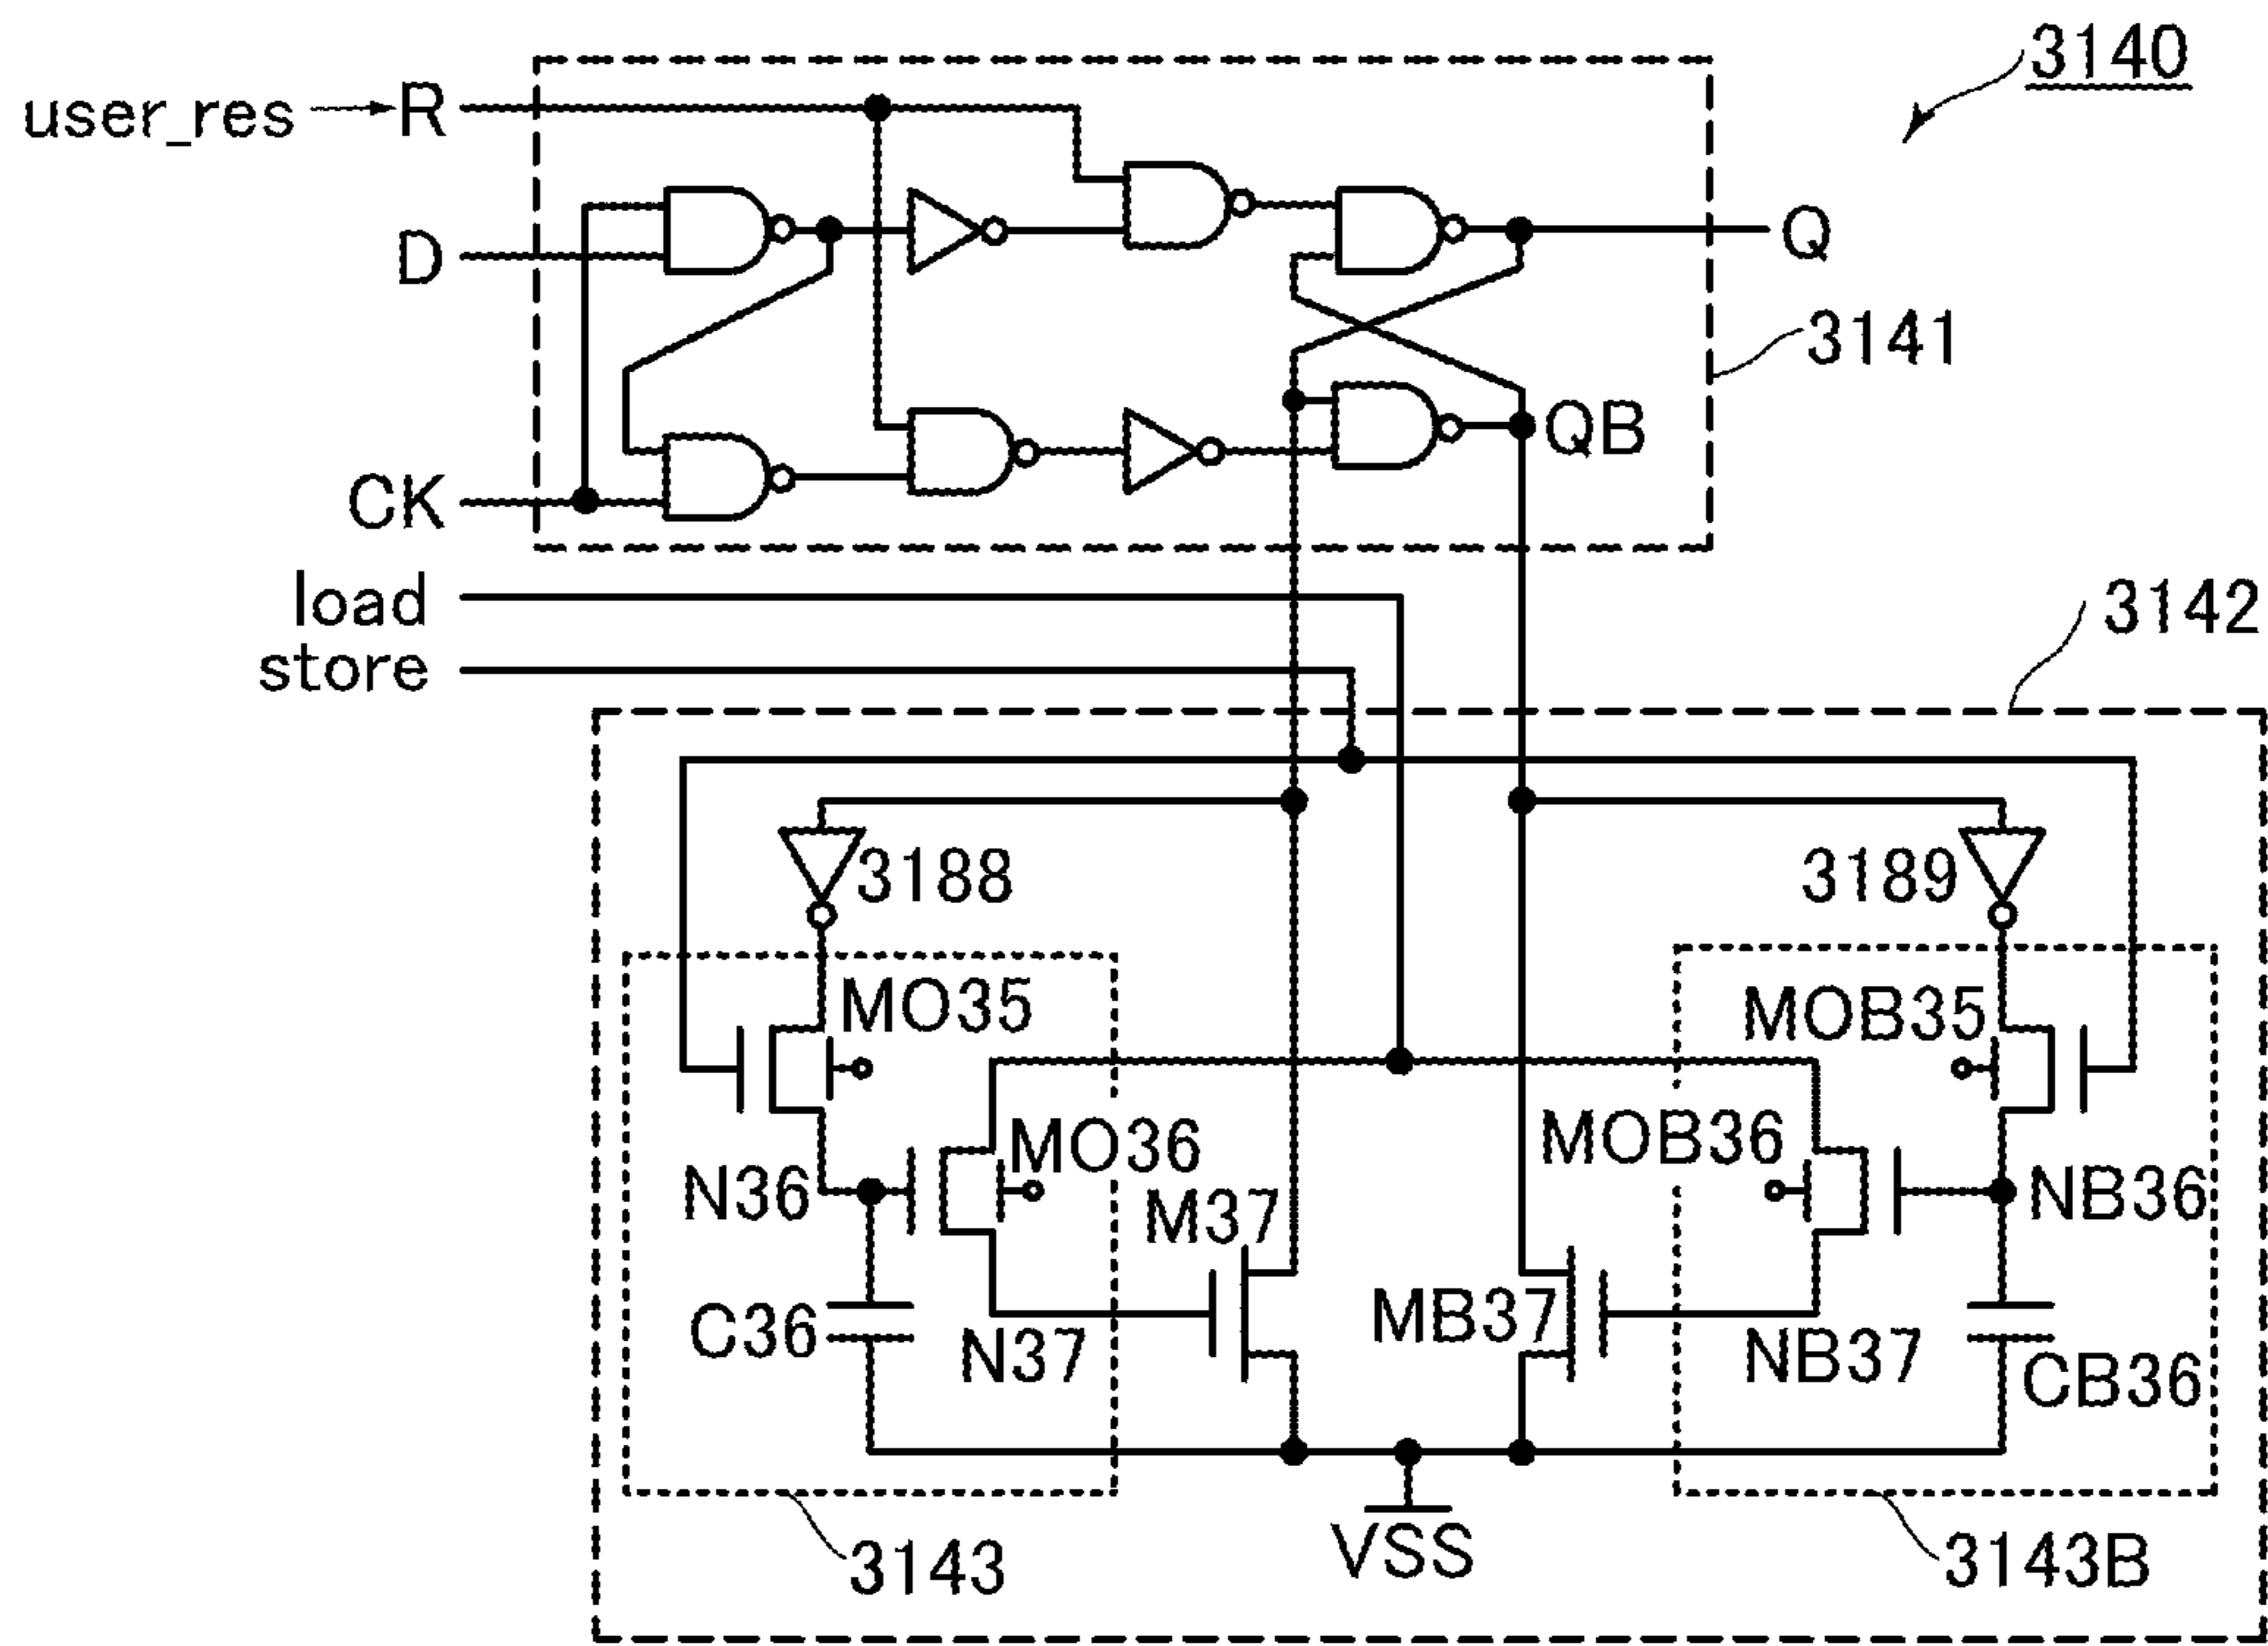 3140
user_res
R
D
Q
3141
QB
CK
load
store
3142
3188
3189
MO35
MOB35
MO36
MOB36
N36
M37
NB36
C36
N37
MB37
NB37
CB36
VSS
3143
3143B